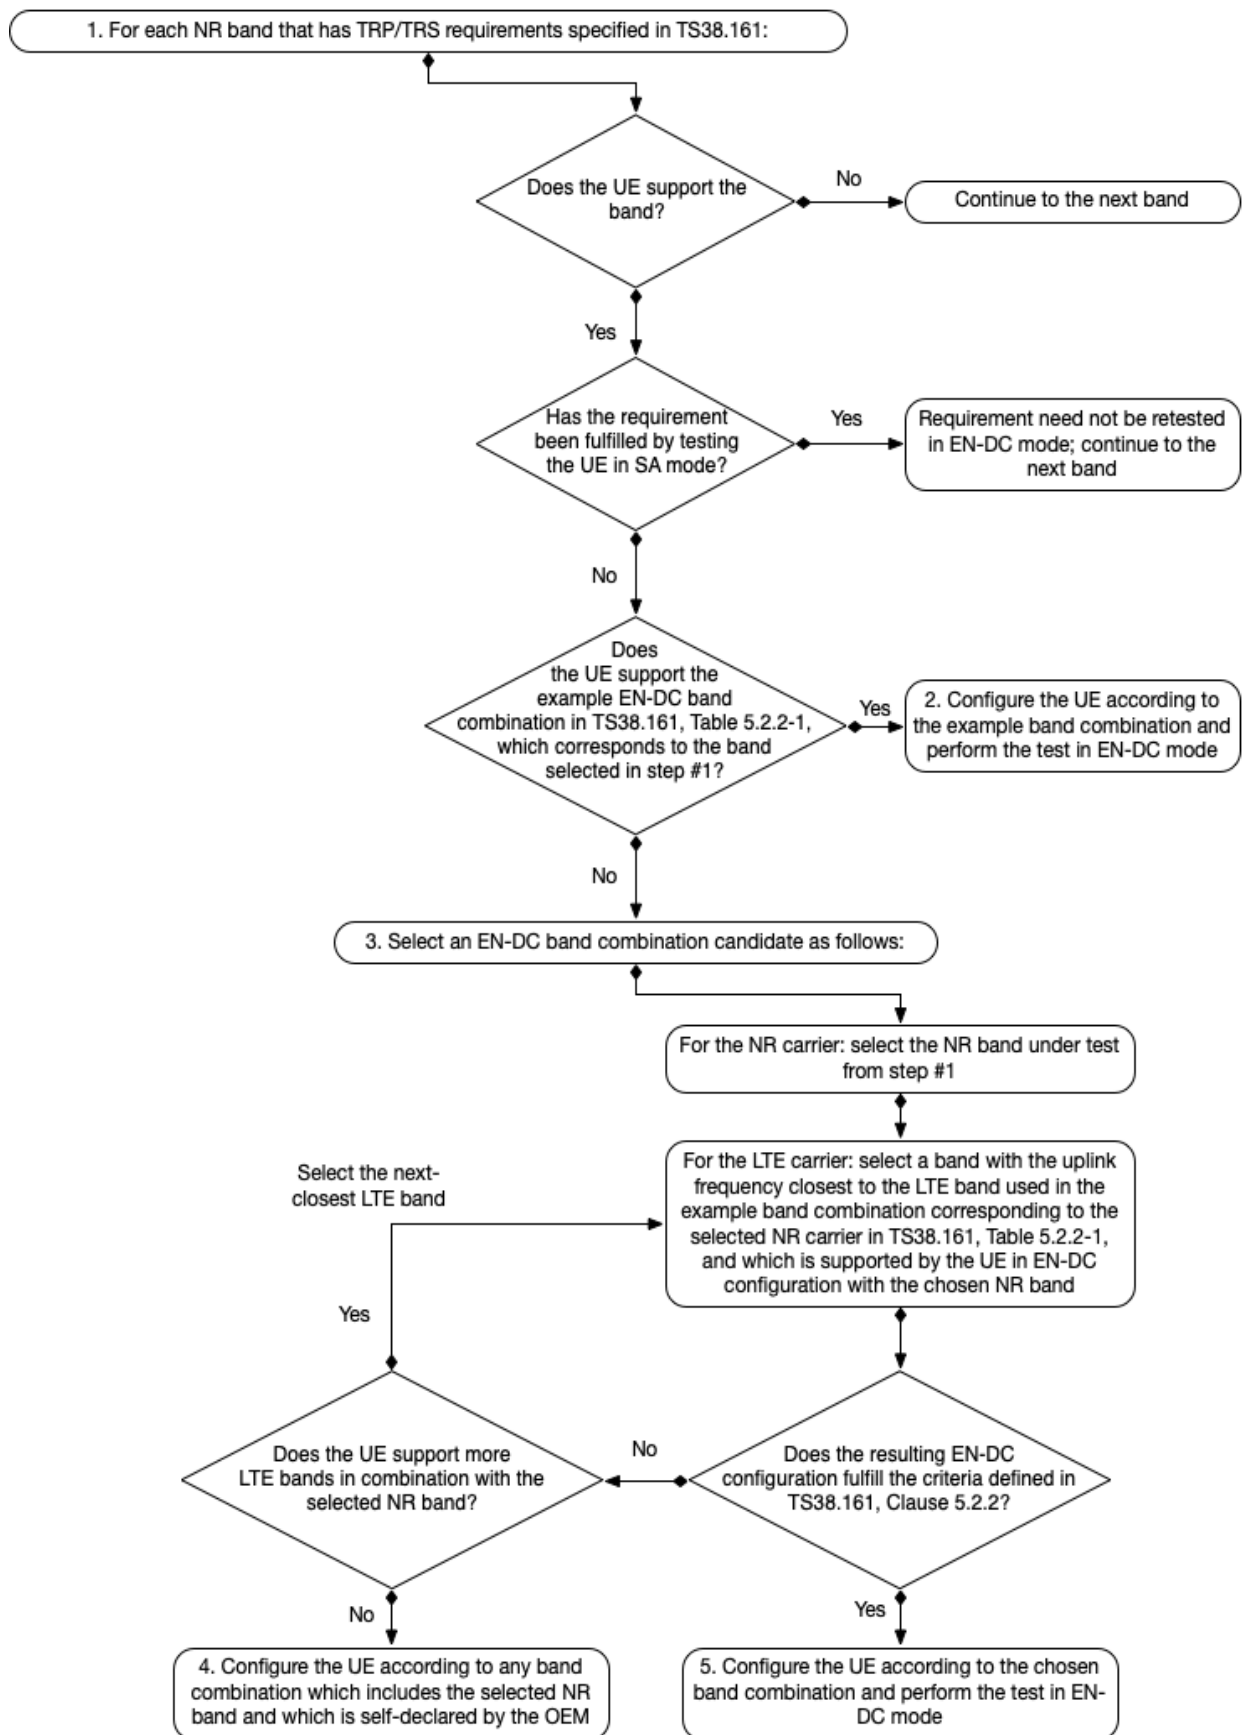 1. For each NR band that has TRP/TRS requirements specified in TS38.161:
Does the UE support the
band?
No
Continue to the next band
Yes
Has the requirement
been fulfilled by testing
the UE in SA mode?
Yes
Requirement need not be retested
in EN-DC mode; continue to the
next band
No
Does
the UE support the
example EN-DC band
combination in TS38.161, Table 5.2.2-1,
which corresponds to the band
selected in step #1?
Yes
2. Configure the UE according to
the example band combination and
perform the test in EN-DC mode
No
3. Select an EN-DC band combination candidate as follows:
For the NR carrier: select the NR band under test
from step #1
For the LTE carrier: select a band with the uplink
frequency closest to the LTE band used in the
example band combination corresponding to the
selected NR carrier in TS38.161, Table 5.2.2-1,
and which is supported by the UE in EN-DC
configuration with the chosen NR band
Select the next-
closest LTE band
Yes
Does the UE support more
LTE bands in combination with the
selected NR band?
No
Does the resulting EN-DC
configuration fulfill the criteria defined in
TS38.161, Clause 5.2.2?
No
Yes
4. Configure the UE according to any band
combination which includes the selected NR
band and which is self-declared by the OEM
5. Configure the UE according to the chosen
band combination and perform the test in EN-
DC mode